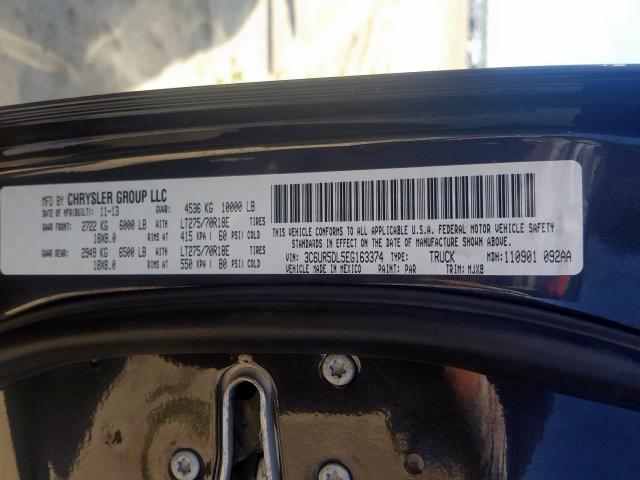 MFD BY CHRYSLER GROUP LLC
DATE OF MFR(BUILT): 11-13 GVWR: 4536 KG 10000 LB
GAWR FRONT: 2722 KG 6000 LB WITH LT275/70R18E TIRES
18X8.0 RIMS AT 415 KPA ( 60 PSI) COLD
GAWR REAR: 2949 KG 6500 LB WITH LT275/70R18E TIRES
18X8.0 RIMS AT 550 KPA ( 80 PSI) COLD
THIS VEHICLE CONFORMS TO ALL APPLICABLE U.S.A. FEDERAL MOTOR VEHICLE SAFETY
STANDARDS IN EFFECT ON THE DATE OF MANUFACTURE SHOWN ABOVE.
VIN: 3C6UR5DL5EG163374 TYPE: TRUCK MDH: 110901 092AA
MADE IN MEXICO PAINT: PAR TRIM: MJX8